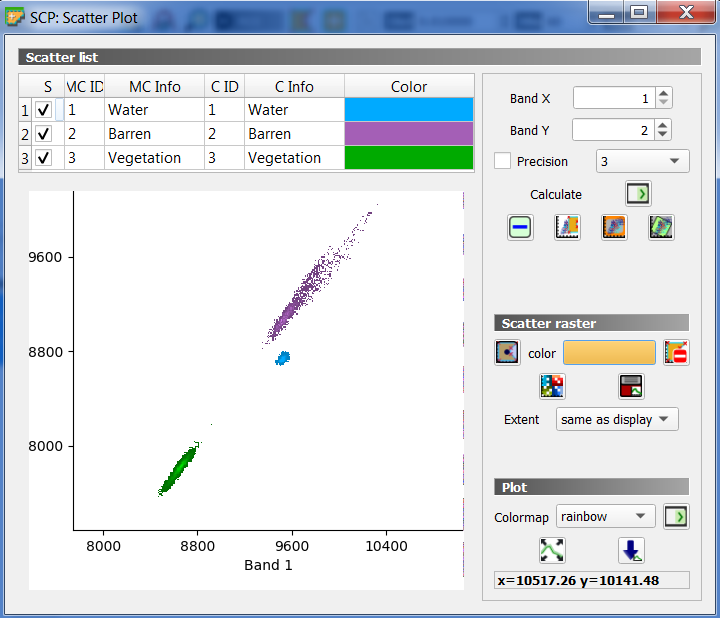 SCP: Scatter Plot
Scatter list
S MC ID MC Info C ID C Info Color
1 1 Water 1 Water
2 2 Barren 2 Barren
3 3 Vegetation 3 Vegetation
Band X 1
Band Y 2
Precision 3
Calculate
9600
8800
8000
8000 8800 9600 10400
Band 1
Scatter raster
color
Extent same as display
Plot
Colormap rainbow
x=10517.26 y=10141.48